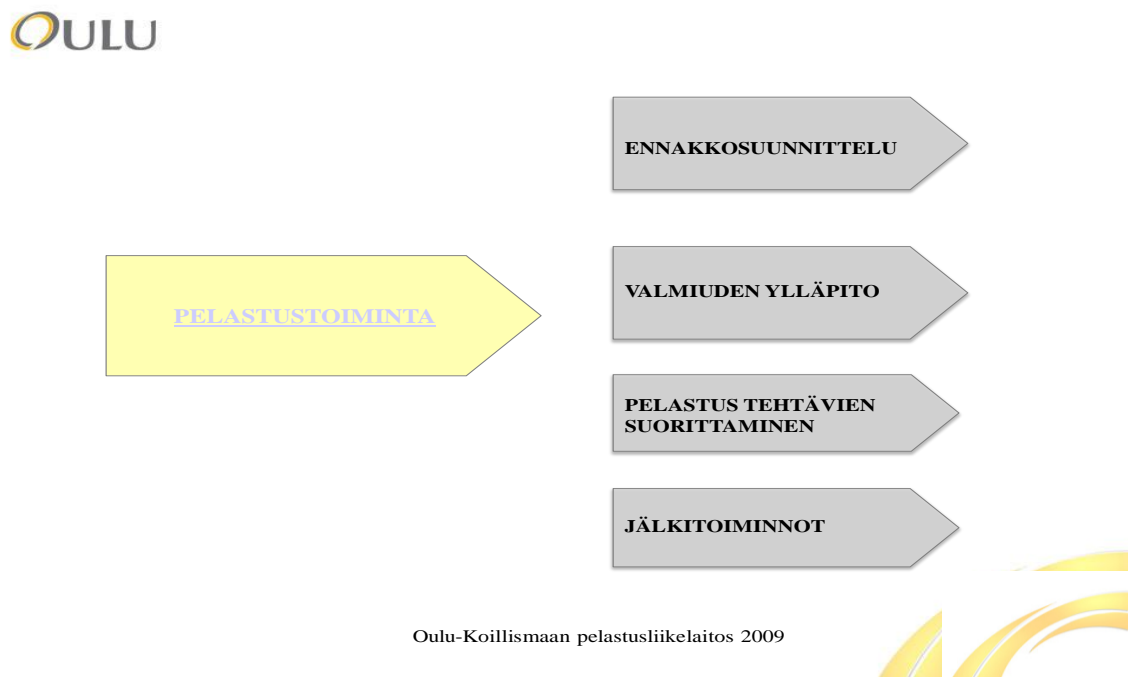 OULU
ENNAKKOSUUNNITTELU
VALMIUDEN YLLÄPITO
PELASTUSTOIMINTA
PELASTUS TEHTÄVIEN
SUORITTAMINEN
JÄLKITOIMINNOT
Oulu-Koillismaan pelastusliikelaitos 2009